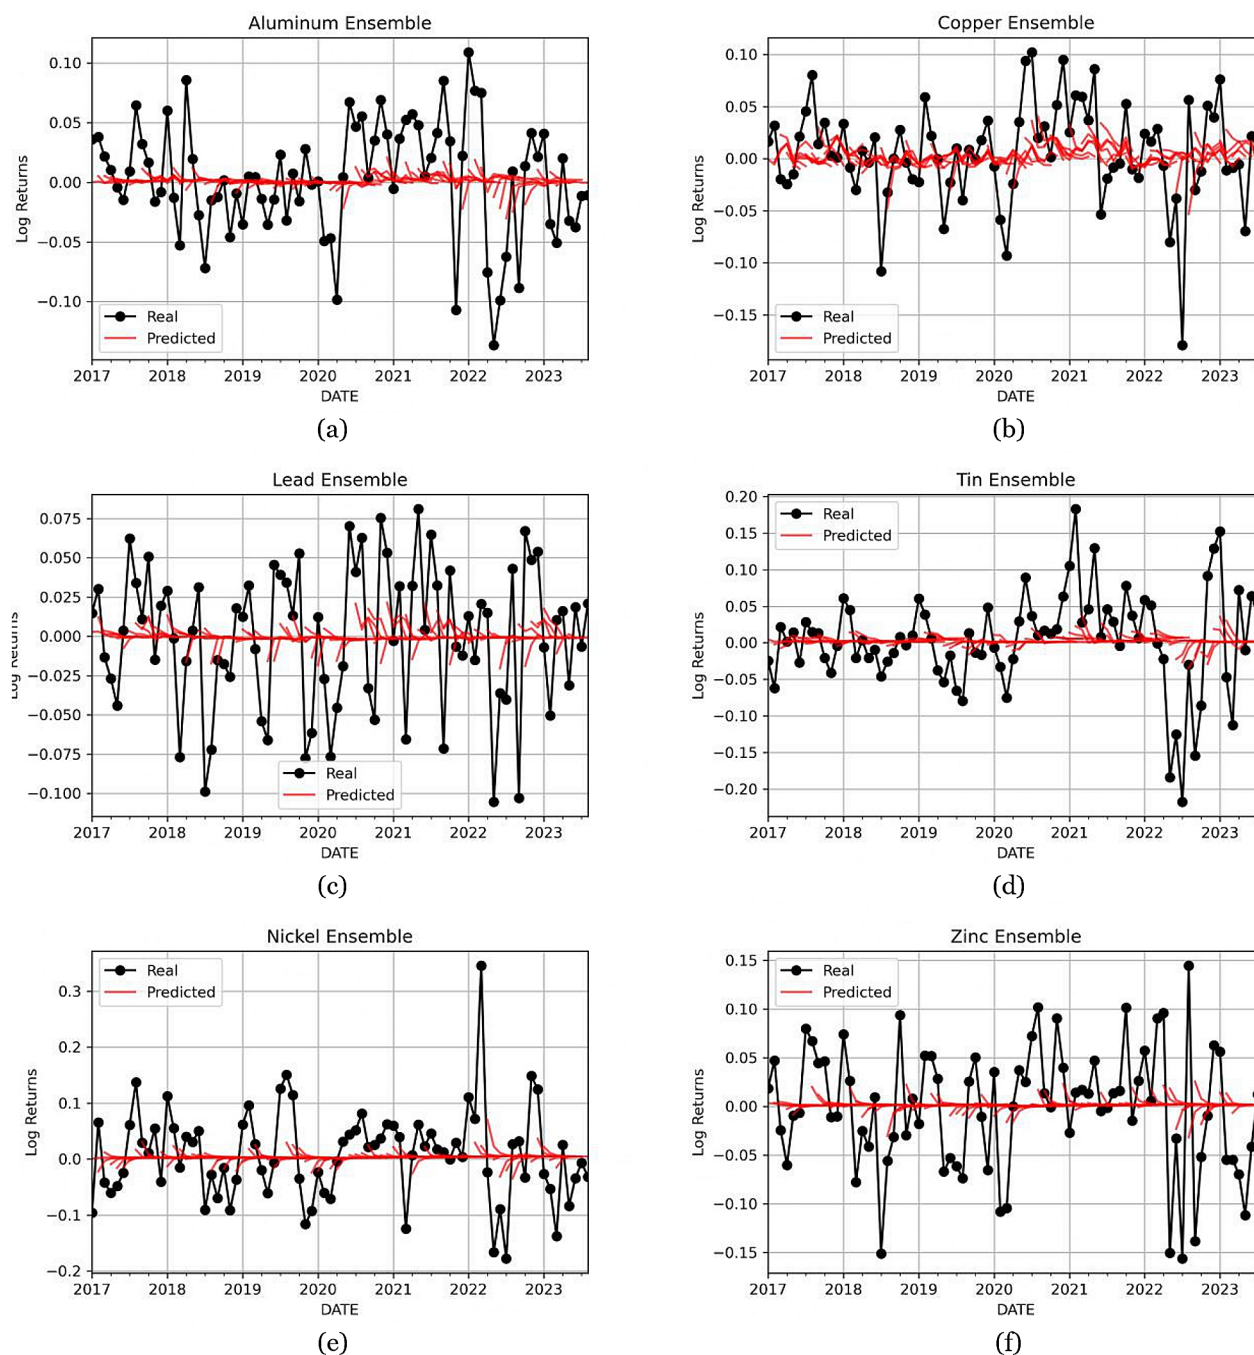 Aluminum Ensemble
0.10
0.05
0.00
−0.05
−0.10
Log Returns
Real
Predicted
2017 2018 2019 2020 2021 2022 2023
DATE
(a)
Copper Ensemble
0.10
0.05
0.00
−0.05
−0.10
−0.15
Log Returns
Real
Predicted
2017 2018 2019 2020 2021 2022 2023
DATE
(b)
Lead Ensemble
0.075
0.050
0.025
0.000
−0.025
−0.050
−0.075
−0.100
Log Returns
Real
Predicted
2017 2018 2019 2020 2021 2022 2023
DATE
(c)
Tin Ensemble
0.20
0.15
0.10
0.05
0.00
−0.05
−0.10
−0.15
−0.20
Log Returns
Real
Predicted
2017 2018 2019 2020 2021 2022 2023
DATE
(d)
Nickel Ensemble
0.3
0.2
0.1
0.0
−0.1
−0.2
Log Returns
Real
Predicted
2017 2018 2019 2020 2021 2022 2023
DATE
(e)
Zinc Ensemble
0.15
0.10
0.05
0.00
−0.05
−0.10
−0.15
Log Returns
Real
Predicted
2017 2018 2019 2020 2021 2022 2023
DATE
(f)